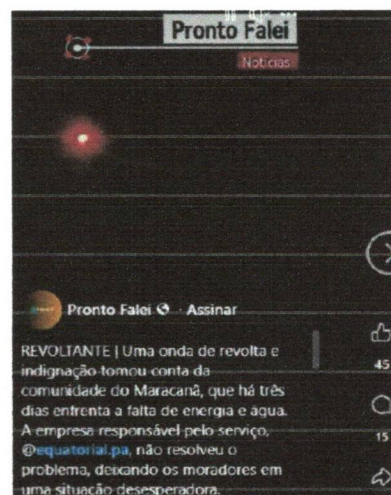 Pronto Falei
Notícias
Pronto Falei · Assinar
45
REVOLTANTE | Uma onda de revolta e
indignação tomou conta da
comunidade do Maracanã, que há três
dias enfrenta a falta de energia e água.
A empresa responsável pelo serviço,
@equatorial.pa, não resolveu o
15
problema, deixando os moradores em
uma situação desesperadora.